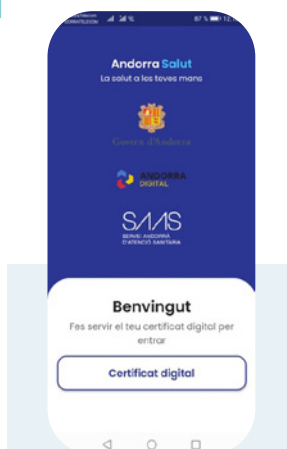 87 %
Andorra Salut
La salut a les teves mans
Govern d'Andorra
ANDORRA
DIGITAL
SAAS
SERVEI ANDORRÀ
D'ATENCIÓ SANITÀRIA
Benvingut
Fes servir el teu certificat digital per
entrar
Certificat digital